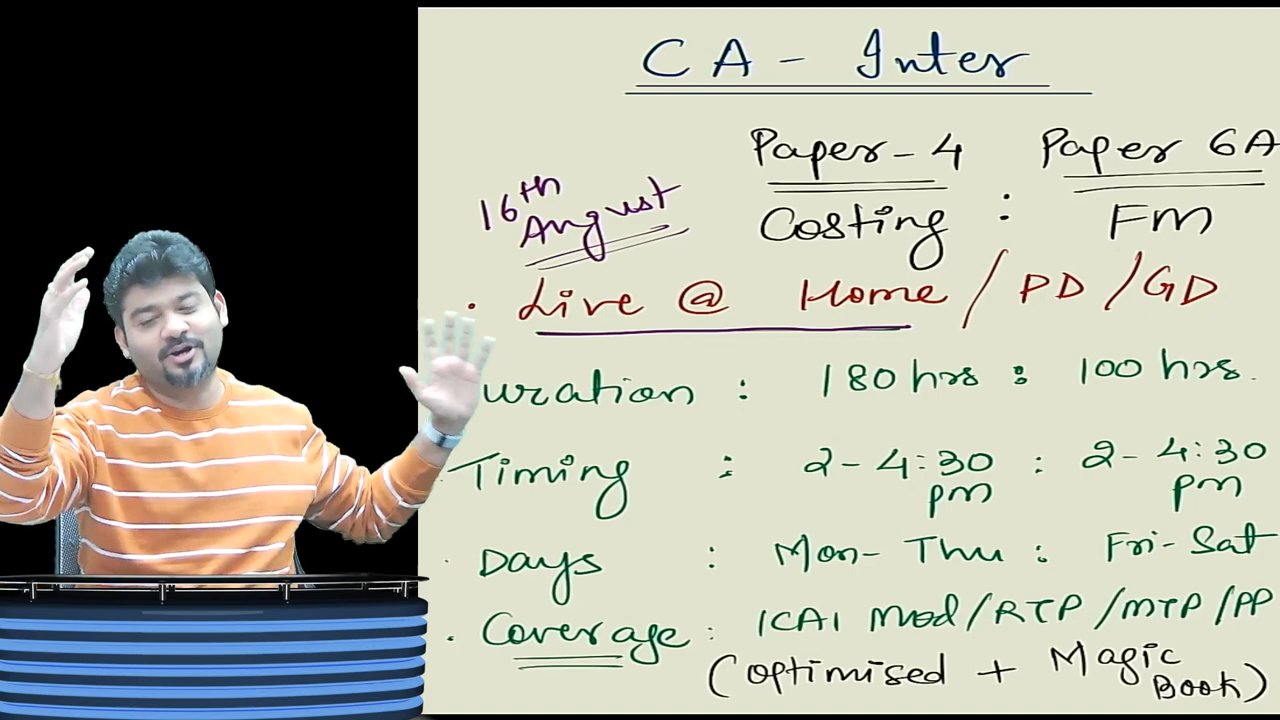 CA - Inter
Paper - 4 Paper 6A
16th August
Costing : FM
. Live @ Home / PD / GD
uration : 180 hrs : 100 hrs.
. Timing : 2 - 4:30 pm : 2 - 4:30 pm
. Days : Mon - Thu : Fri - Sat
. Coverage : ICAI Mod / RTP / MTP / PP
(Optimised + Magic Book)